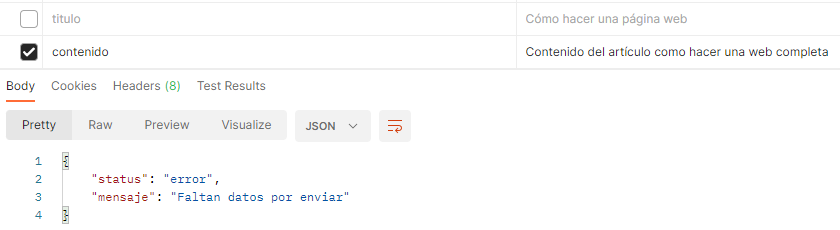 titulo Cómo hacer una página web
contenido Contenido del artículo como hacer una web completa
Body Cookies Headers (8) Test Results
Pretty Raw Preview Visualize JSON
1 {
2 "status": "error",
3 "mensaje": "Faltan datos por enviar"
4 }